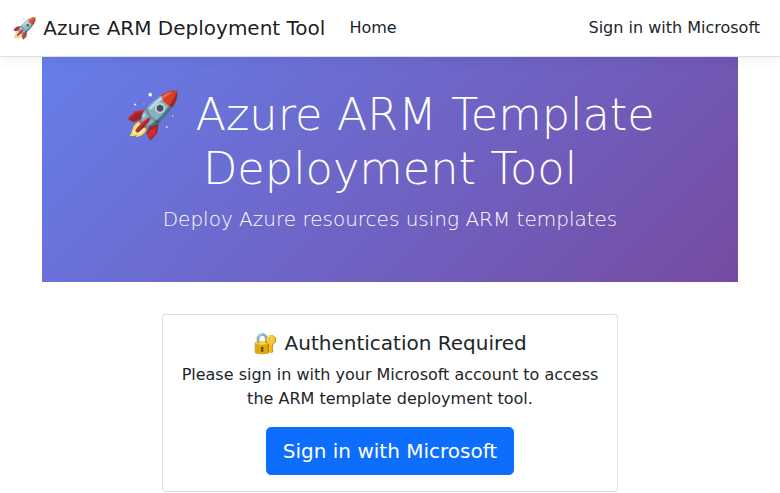 🚀 Azure ARM Deployment Tool Home Sign in with Microsoft
🚀 Azure ARM Template
Deployment Tool
Deploy Azure resources using ARM templates
🔐 Authentication Required
Please sign in with your Microsoft account to access
the ARM template deployment tool.
Sign in with Microsoft